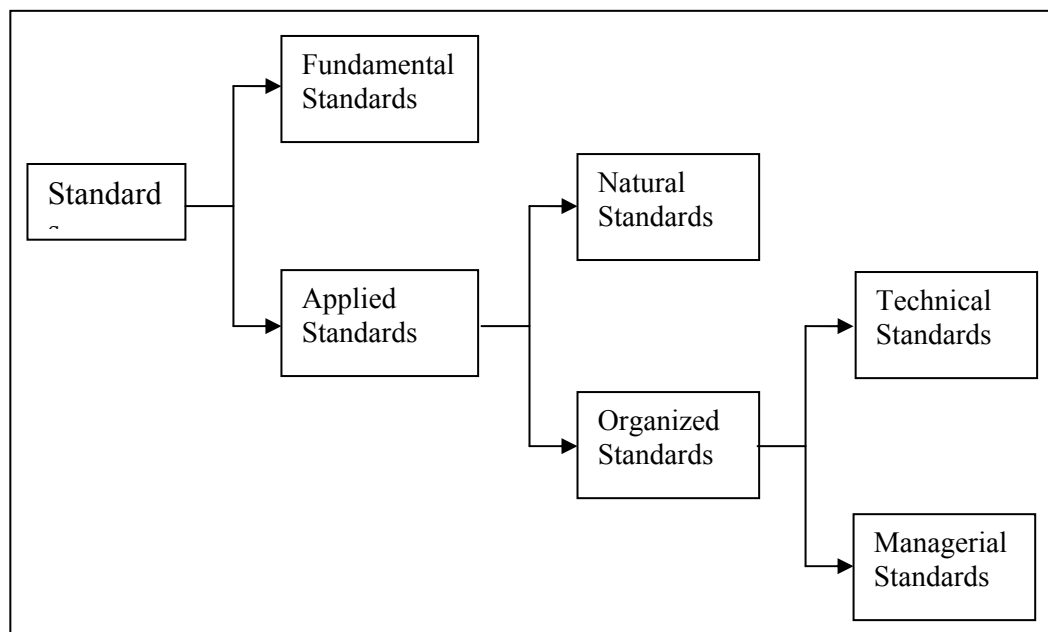 Fundamental
Standards
Standard
s
Applied
Standards
Natural
Standards
Organized
Standards
Technical
Standards
Managerial
Standards